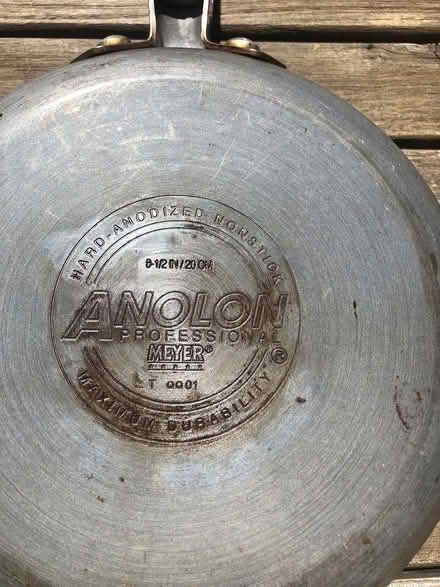 HARD-ANODIZED NONSTICK
8-1/2 IN / 20 CM
ANOLON®
PROFESSIONAL
MEYER®
LT 0001
MAXIMUM DURABILITY